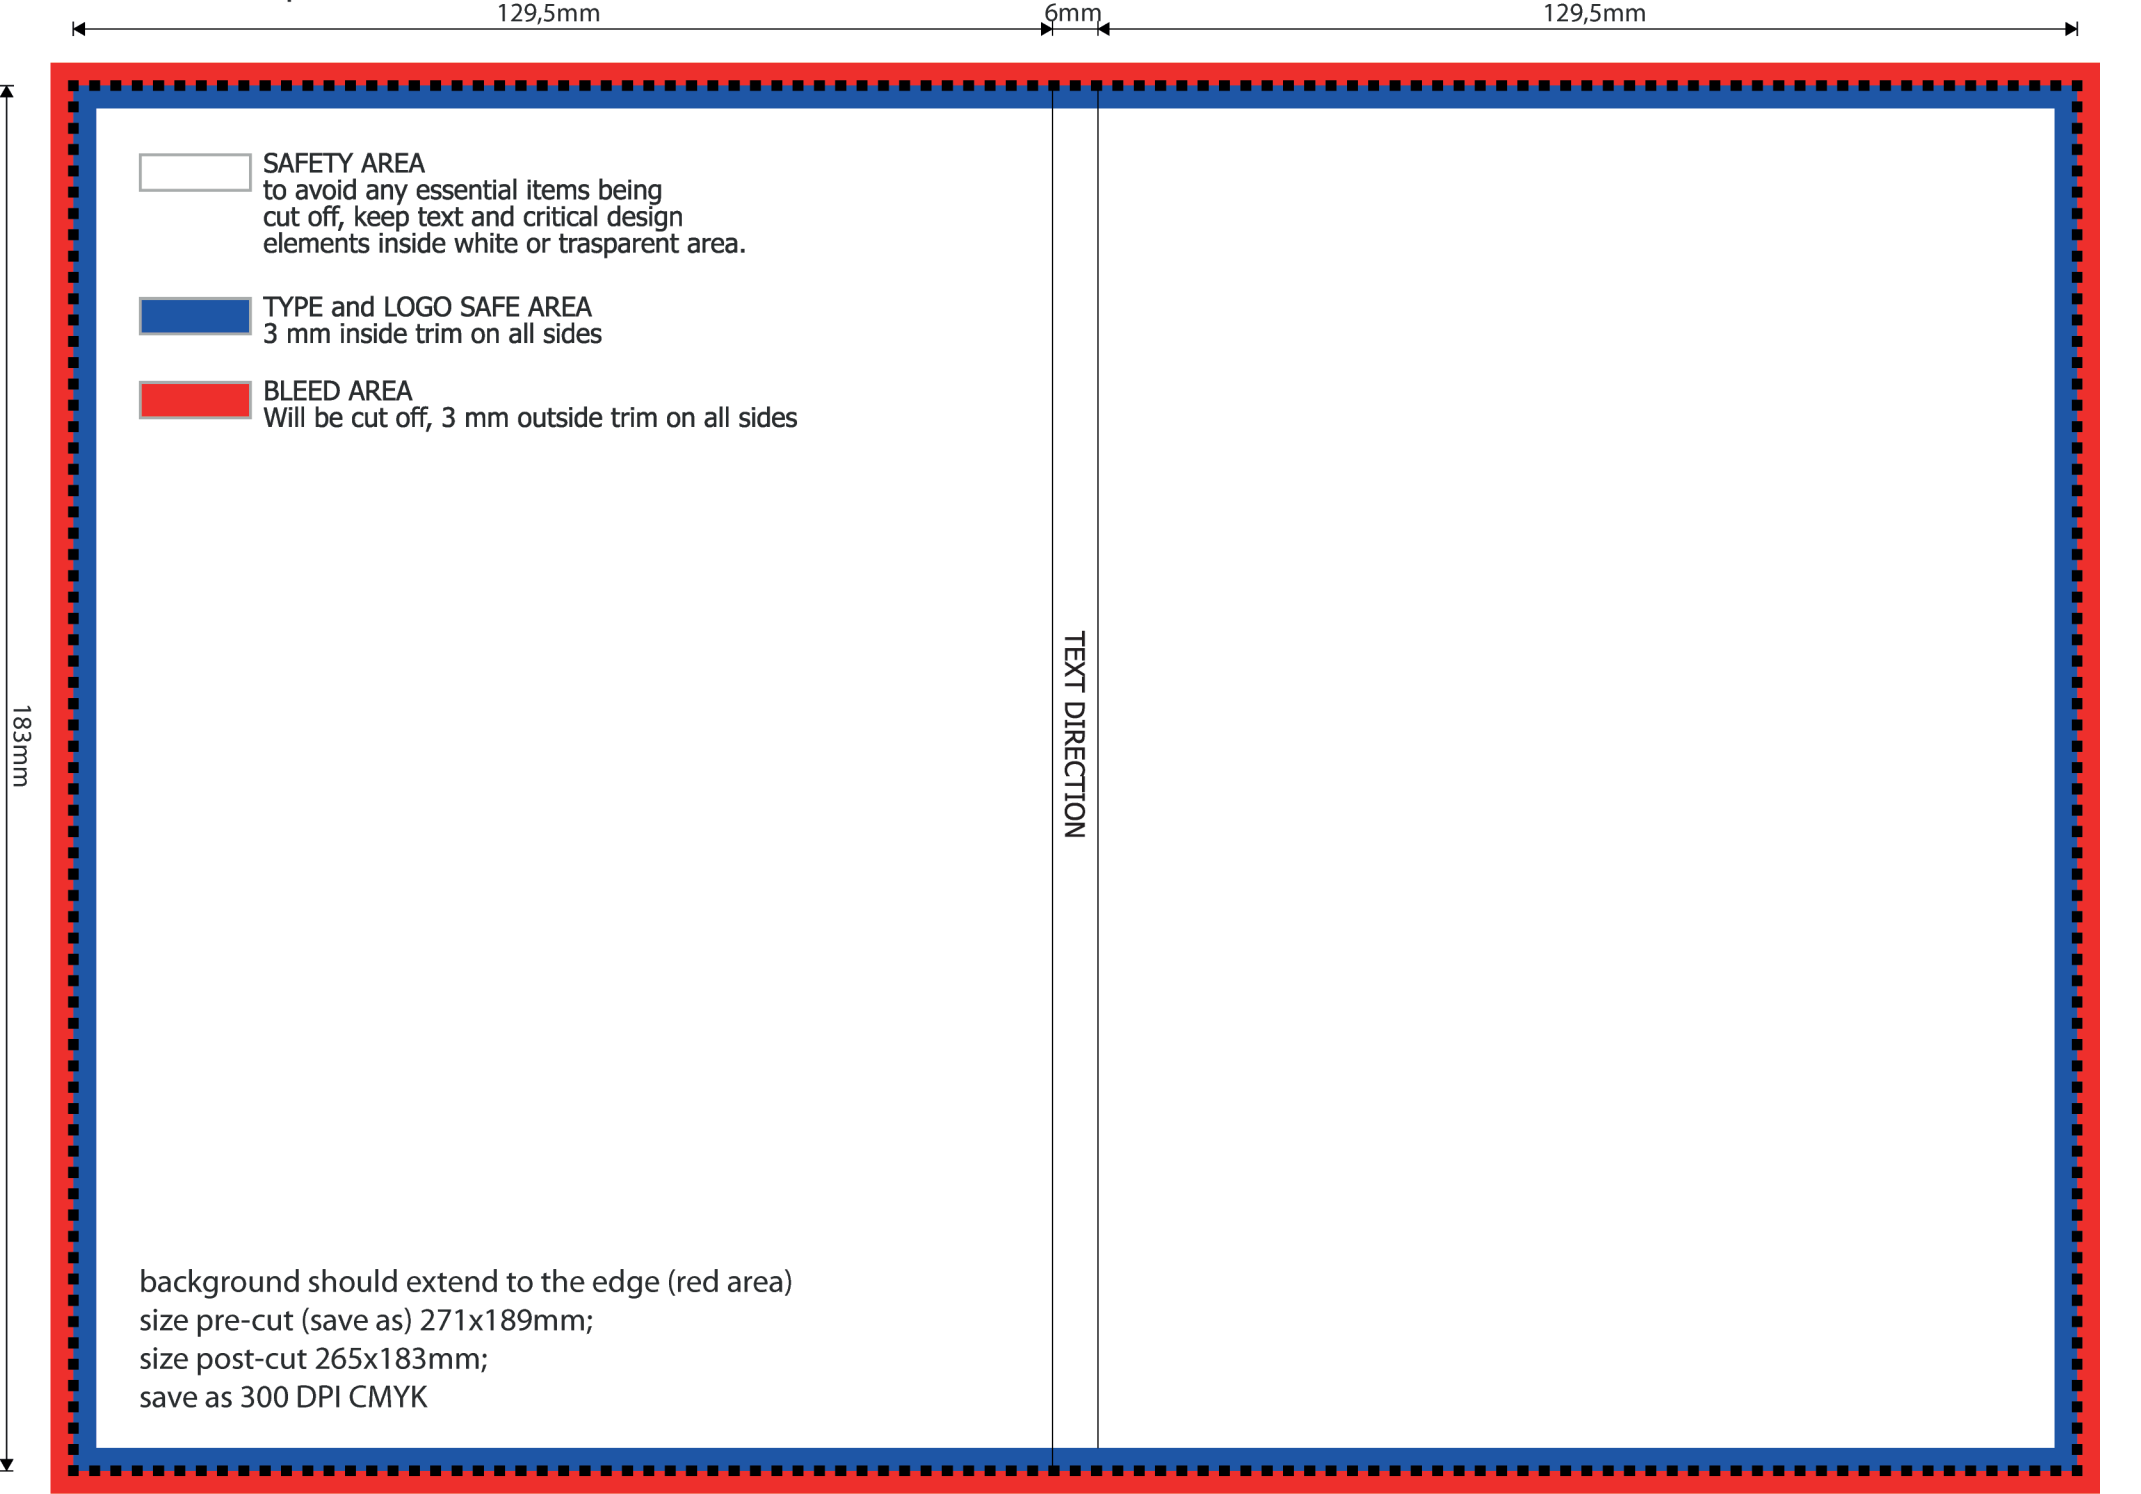 129,5mm
6mm
129,5mm
SAFETY AREA
to avoid any essential items being
cut off, keep text and critical design
elements inside white or trasparent area.
TYPE and LOGO SAFE AREA
3 mm inside trim on all sides
BLEED AREA
Will be cut off, 3 mm outside trim on all sides
TEXT DIRECTION
183mm
background should extend to the edge (red area)
size pre-cut (save as) 271x189mm;
size post-cut 265x183mm;
save as 300 DPI CMYK